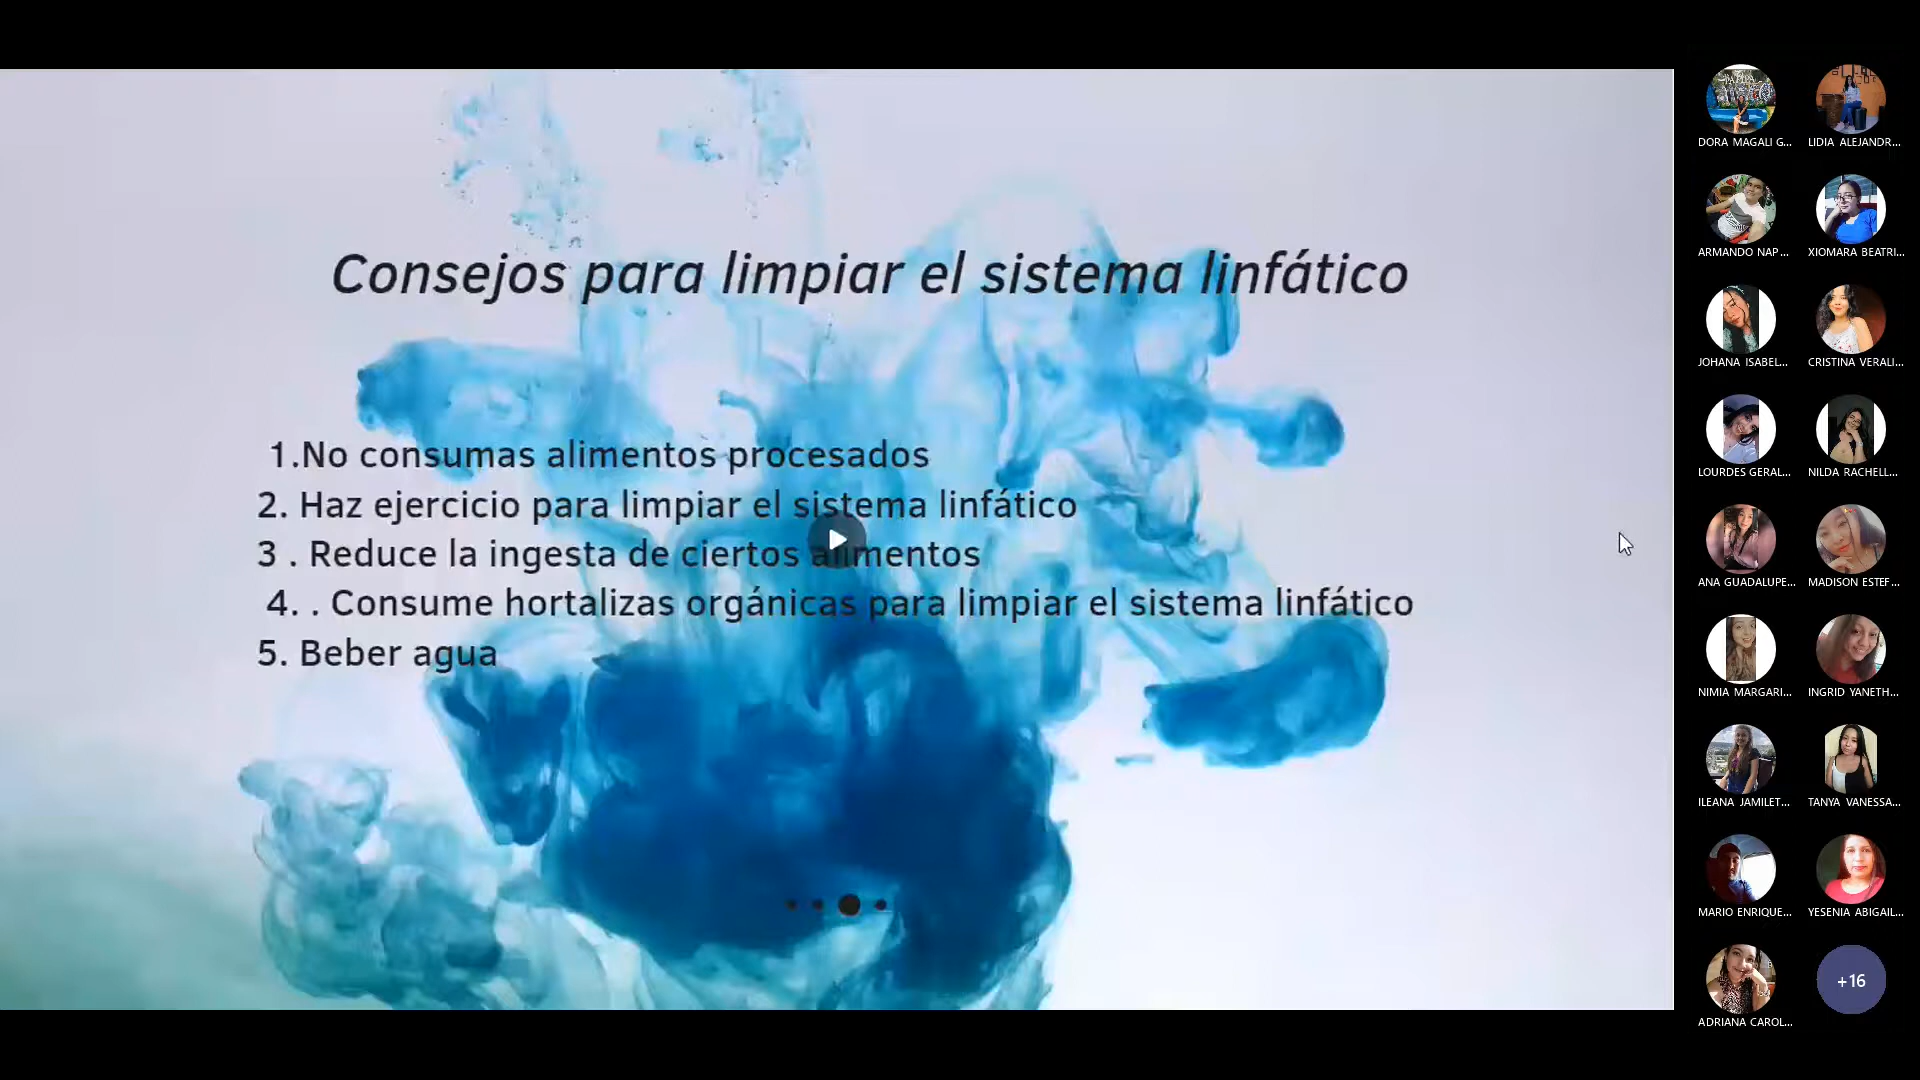 Consejos para limpiar el sistema linfático
1.No consumas alimentos procesados
2. Haz ejercicio para limpiar el sistema linfático
3 . Reduce la ingesta de ciertos alimentos
4. . Consume hortalizas orgánicas para limpiar el sistema linfático
5. Beber agua
DORA MAGALI G...
LIDIA ALEJANDR...
ARMANDO NAP...
XIOMARA BEATRI...
JOHANA ISABEL...
CRISTINA VERALI...
LOURDES GERAL...
NILDA RACHELL...
ANA GUADALUPE...
MADISON ESTEF...
NIMIA MARGARI...
INGRID YANETH...
ILEANA JAMILET...
TANYA VANESSA...
MARIO ENRIQUE...
YESENIA ABIGAIL...
ADRIANA CAROL...
+16